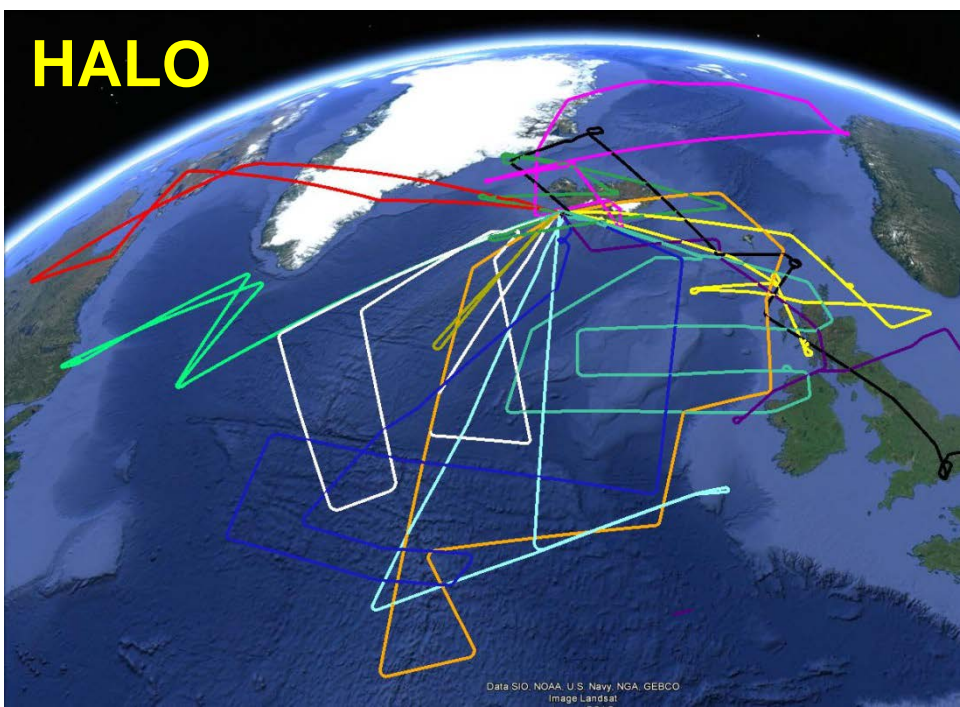 HALO
Data SIO, NOAA, U.S. Navy, NGA, GEBCO
Image Landsat